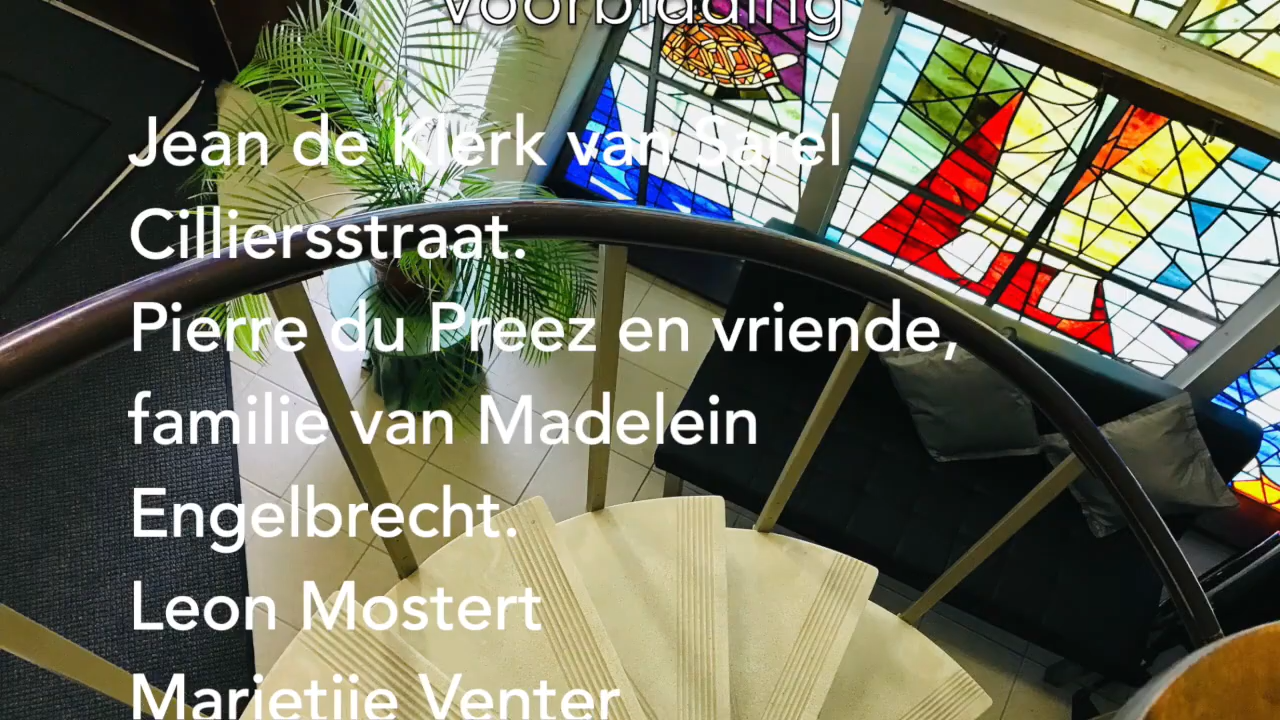 Voorbidding
Jean de Klerk van Sarel
Cilliersstraat.
Pierre du Preez en vriende,
familie van Madelein
Engelbrecht.
Leon Mostert
Marietjie Venter